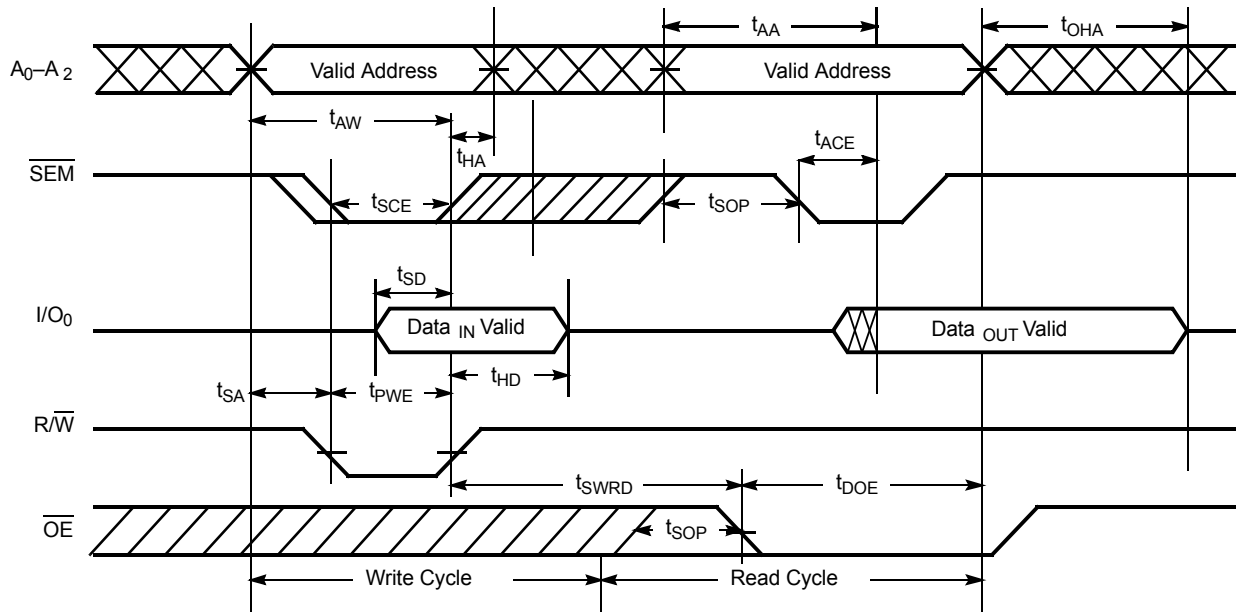 tAA tOHA
A0–A 2 Valid Address Valid Address
tAW
tHA tACE
SEM
tSCE tSOP
tSD
I/O0 Data IN Valid Data OUT Valid
tSA tPWE tHD
R/W
tSWRD tDOE
OE tSOP
Write Cycle Read Cycle